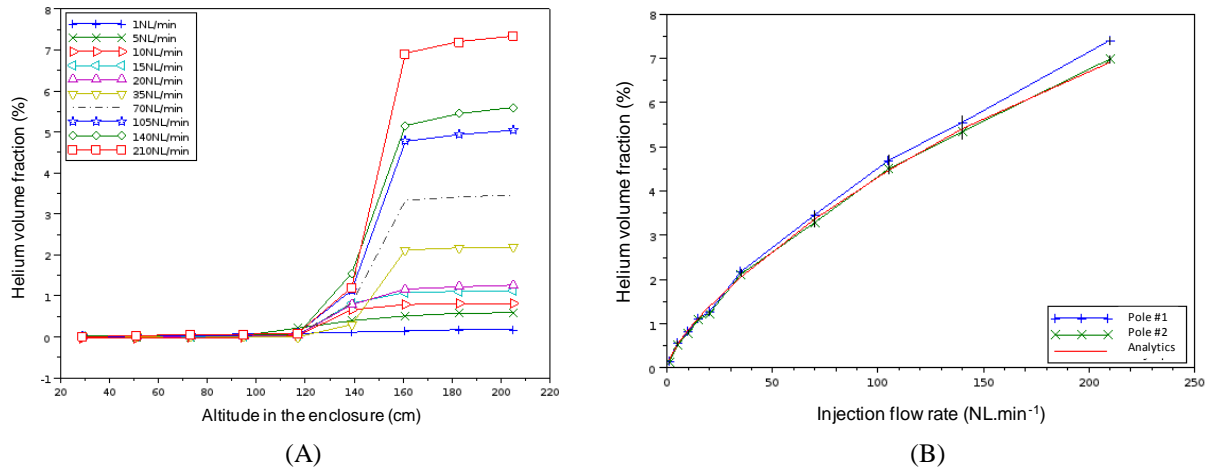 8
7
6
5
4
3
2
1
0
-1
20 40 60 80 100 120 140 160 180 200 220
Helium volume fraction (%)
Altitude in the enclosure (cm)
1NL/min
5NL/min
10NL/min
15NL/min
20NL/min
35NL/min
70NL/min
105NL/min
140NL/min
210NL/min
(A)
8
7
6
5
4
3
2
1
0
0 50 100 150 200 250
Helium volume fraction (%)
Injection flow rate (NL.min-1)
Pole #1
Pole #2
Analytics
(B)